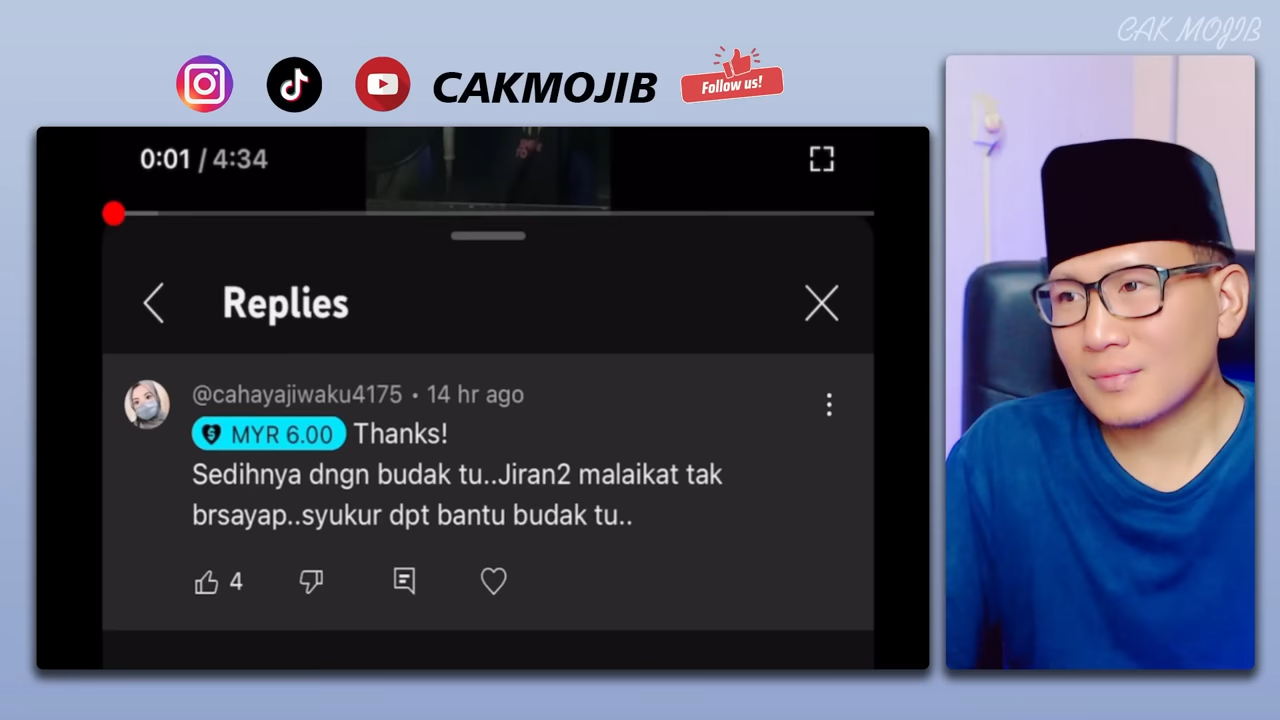 CAK MOJIB
CAKMOJIB
Follow us!
0:01 / 4:34
Replies
@cahayajiwaku4175 • 14 hr ago
MYR 6.00 Thanks!
Sedihnya dngn budak tu..Jiran2 malaikat tak
brsayap..syukur dpt bantu budak tu..
4